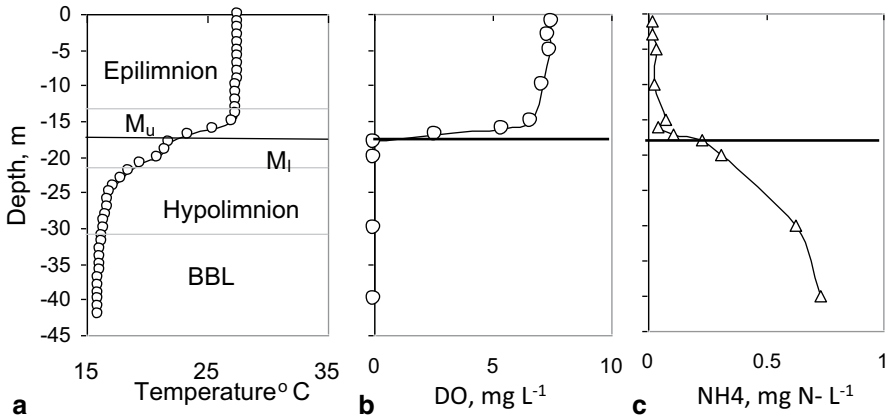 0
-5
-10
-15
-20
-25
-30
-35
-40
-45
Depth, m
Epilimnion
Mu
Ml
Hypolimnion
BBL
15 25 35
Temperature° C
a
0 5 10
DO, mg L-1
b
0 0.5 1
NH4, mg N- L-1
c